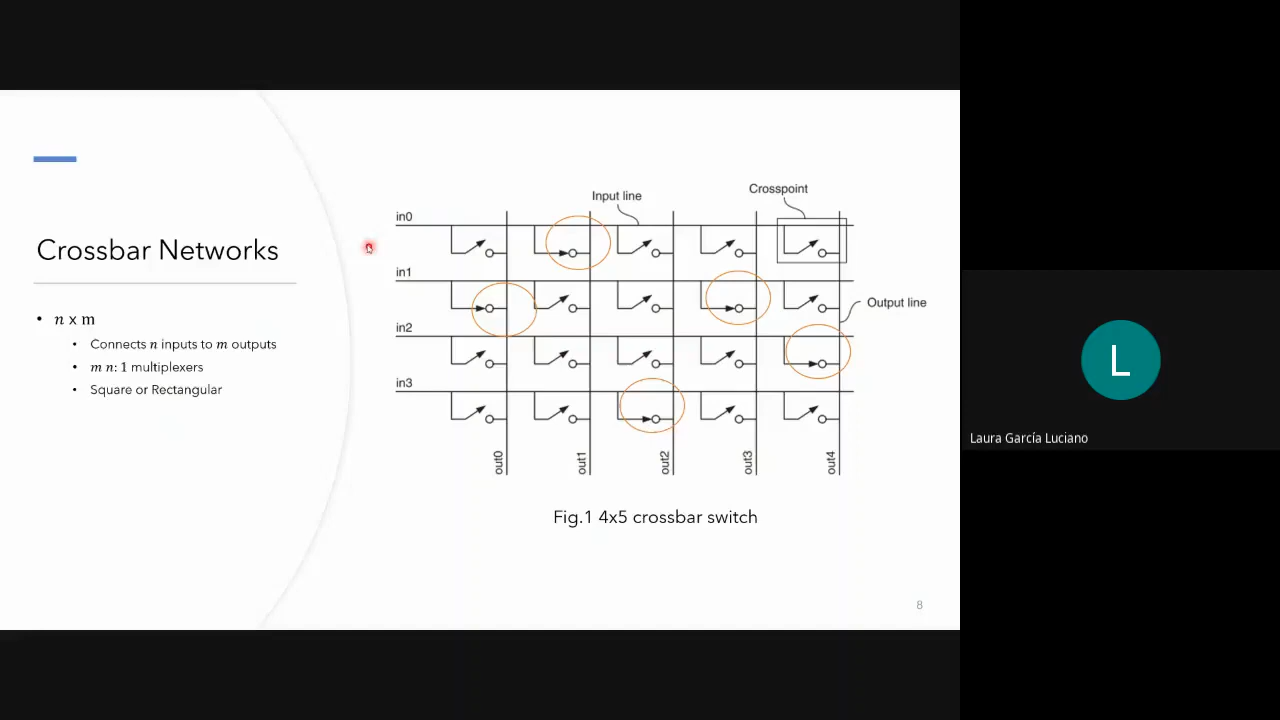 Crossbar Networks
• n x m
• Connects n inputs to m outputs
• m n: 1 multiplexers
• Square or Rectangular
Input line
Crosspoint
in0
in1
Output line
in2
in3
out0
out1
out2
out3
out4
Fig.1 4x5 crossbar switch
8
L
Laura García Luciano